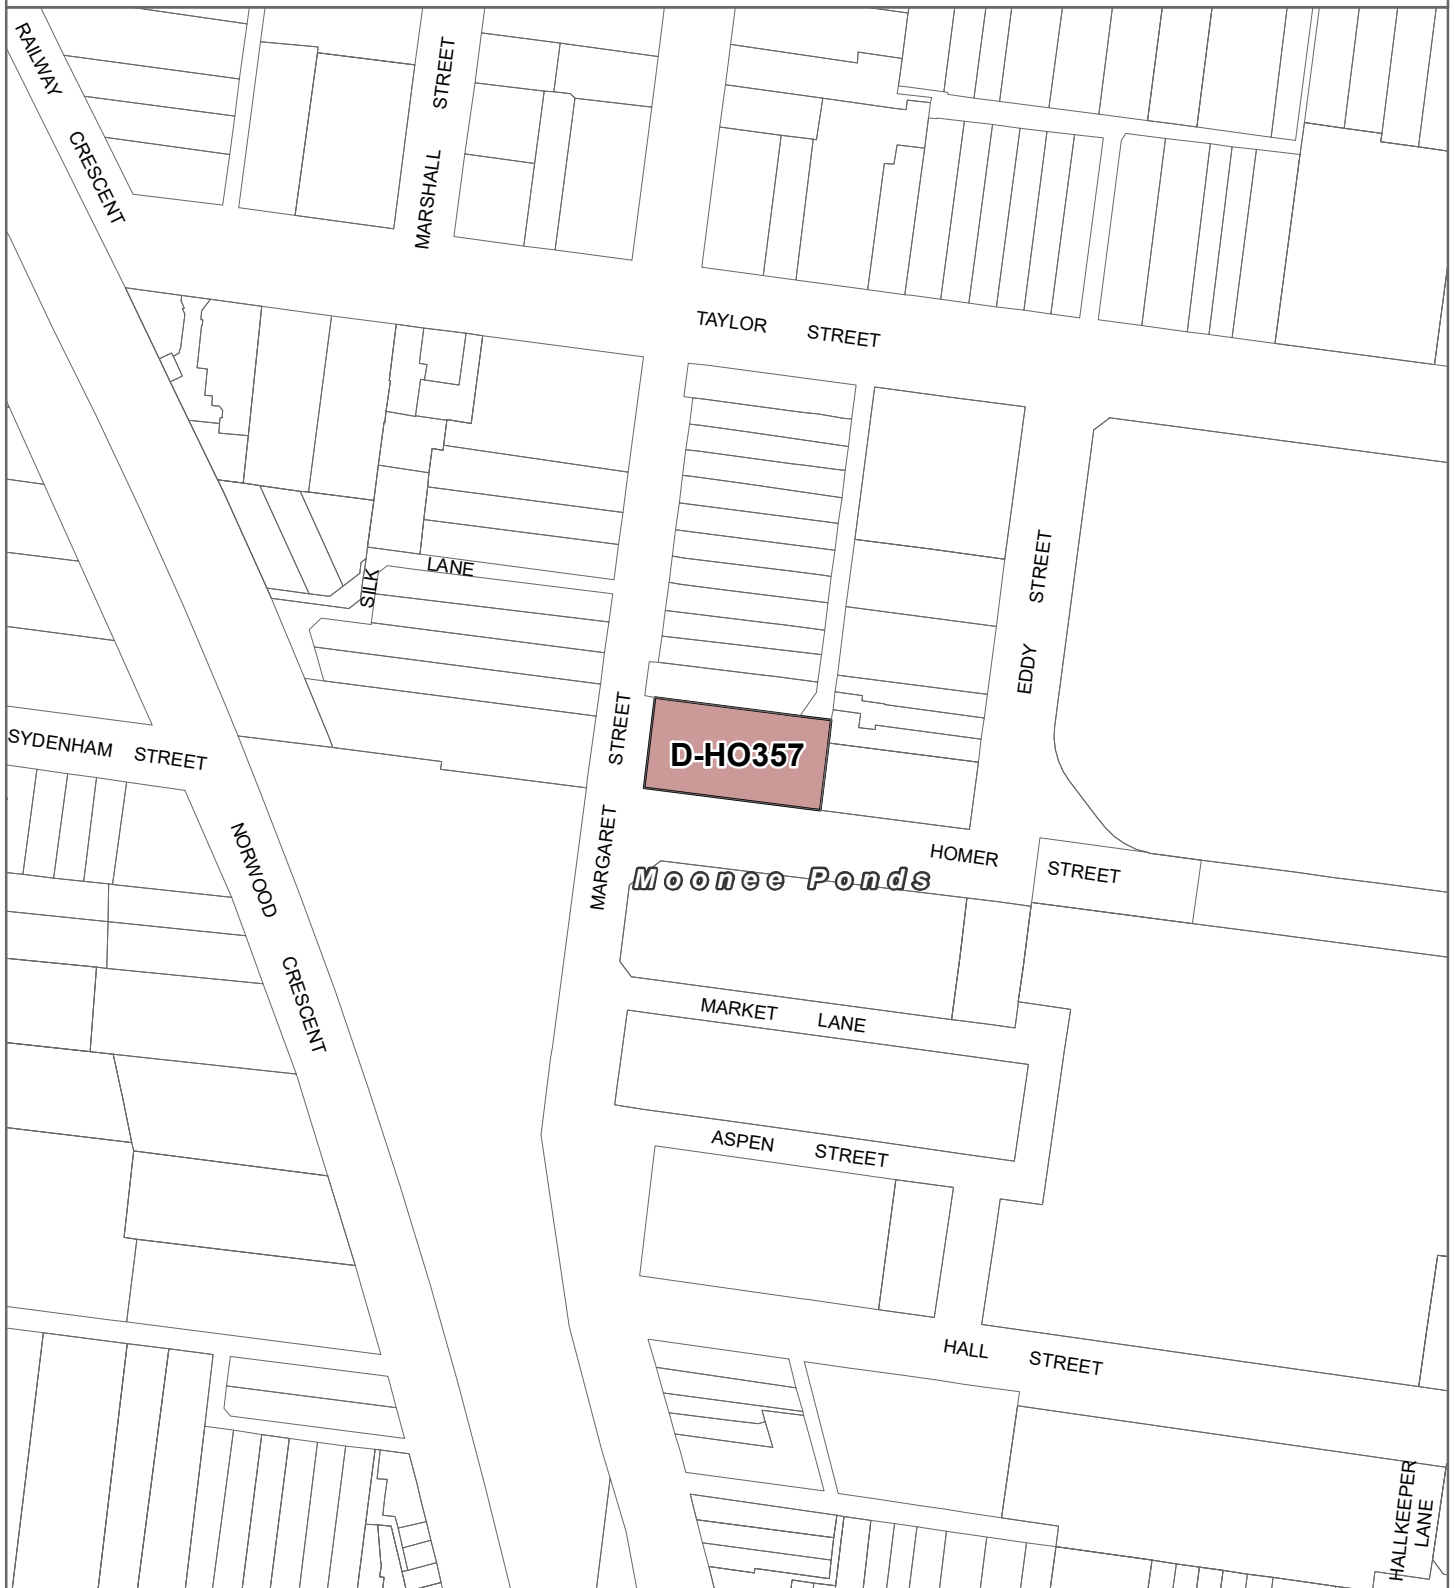 RAILWAY CRESCENT
MARSHALL STREET
TAYLOR STREET
SILK LANE
EDDY STREET
MARGARET STREET
D-HO357
SYDENHAM STREET
NORWOOD CRESCENT
HOMER STREET
Moonee Ponds
MARKET LANE
ASPEN STREET
HALL STREET
HALLKEEPER
LANE